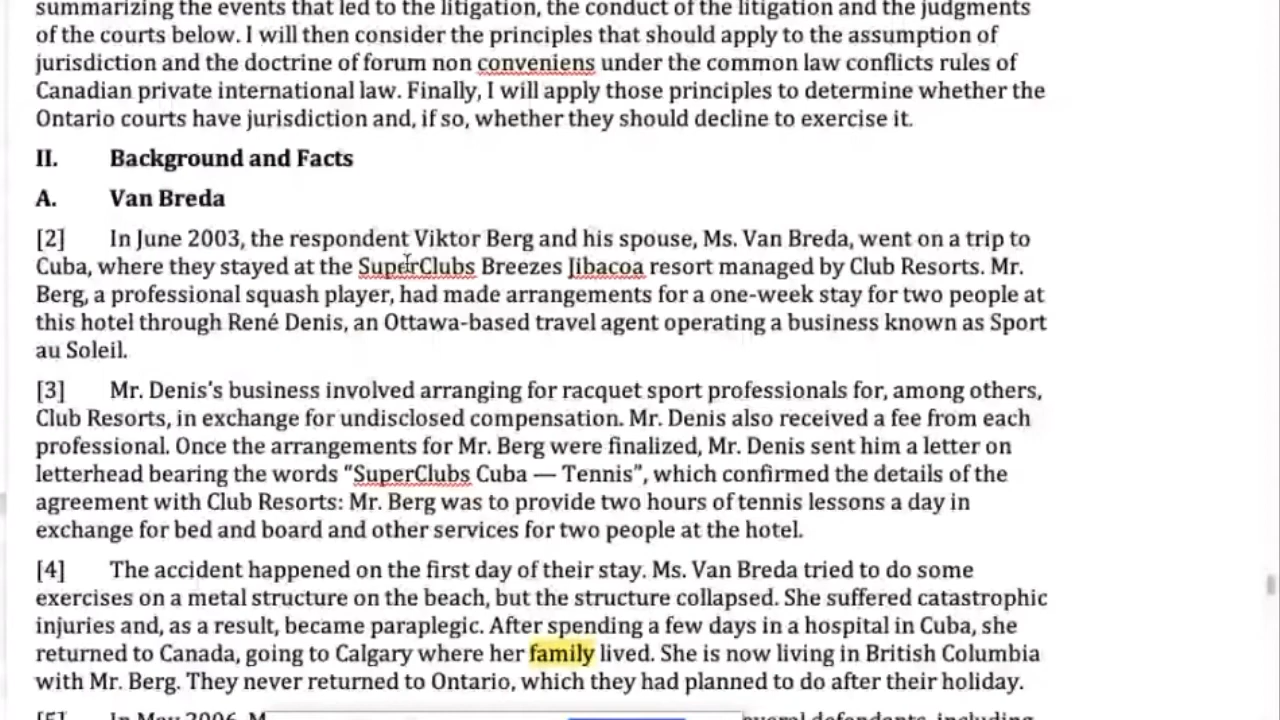 summarizing the events that led to the litigation, the conduct of the litigation and the judgments
of the courts below. I will then consider the principles that should apply to the assumption of
jurisdiction and the doctrine of forum non conveniens under the common law conflicts rules of
Canadian private international law. Finally, I will apply those principles to determine whether the
Ontario courts have jurisdiction and, if so, whether they should decline to exercise it.
II. Background and Facts
A. Van Breda
[2] In June 2003, the respondent Viktor Berg and his spouse, Ms. Van Breda, went on a trip to
Cuba, where they stayed at the SuperClubs Breezes Jibacoa resort managed by Club Resorts. Mr.
Berg, a professional squash player, had made arrangements for a one-week stay for two people at
this hotel through René Denis, an Ottawa-based travel agent operating a business known as Sport
au Soleil.
[3] Mr. Denis's business involved arranging for racquet sport professionals for, among others,
Club Resorts, in exchange for undisclosed compensation. Mr. Denis also received a fee from each
professional. Once the arrangements for Mr. Berg were finalized, Mr. Denis sent him a letter on
letterhead bearing the words “SuperClubs Cuba — Tennis”, which confirmed the details of the
agreement with Club Resorts: Mr. Berg was to provide two hours of tennis lessons a day in
exchange for bed and board and other services for two people at the hotel.
[4] The accident happened on the first day of their stay. Ms. Van Breda tried to do some
exercises on a metal structure on the beach, but the structure collapsed. She suffered catastrophic
injuries and, as a result, became paraplegic. After spending a few days in a hospital in Cuba, she
returned to Canada, going to Calgary where her family lived. She is now living in British Columbia
with Mr. Berg. They never returned to Ontario, which they had planned to do after their holiday.
[5] In May 2006, defendants, including